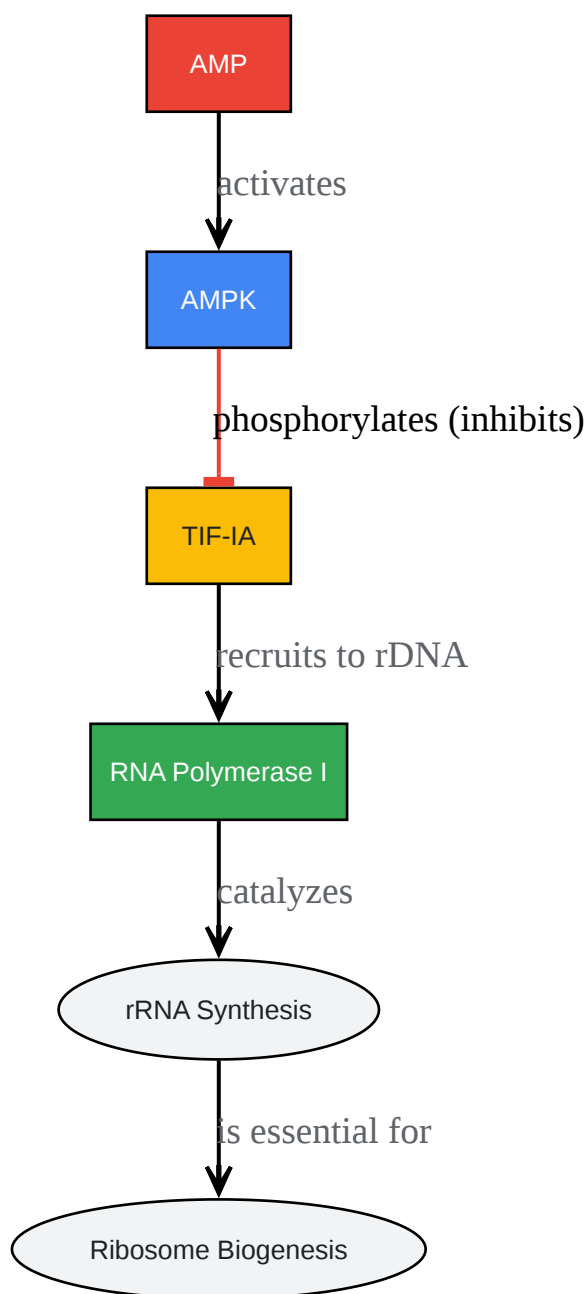 AMP
activates
AMPK
phosphorylates (inhibits)
TIF-IA
recruits to rDNA
RNA Polymerase I
catalyzes
rRNA Synthesis
is essential for
Ribosome Biogenesis